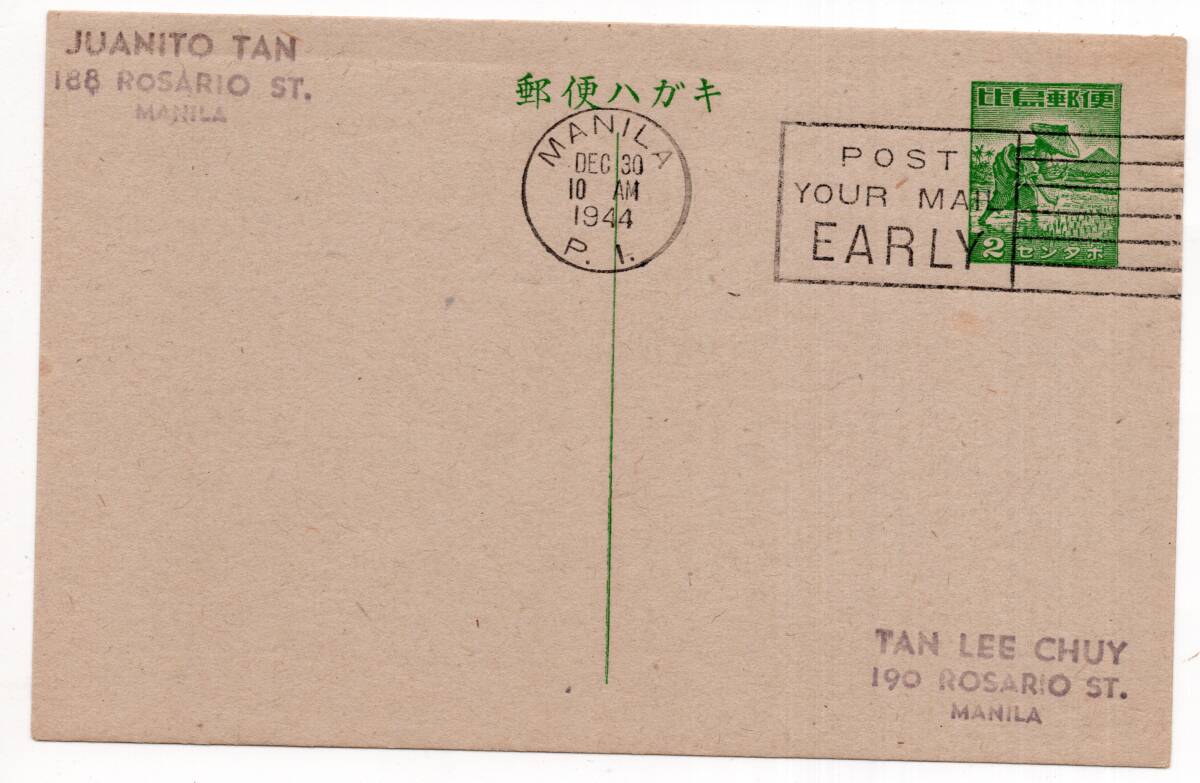 JUANITO TAN
188 ROSARIO ST.
MANILA
郵便ハガキ
MANILA
DEC 30
10 AM
1944
P. I.
POST
YOUR MAIL
EARLY
比島郵便
2 センタボ
TAN LEE CHUY
190 ROSARIO ST.
MANILA